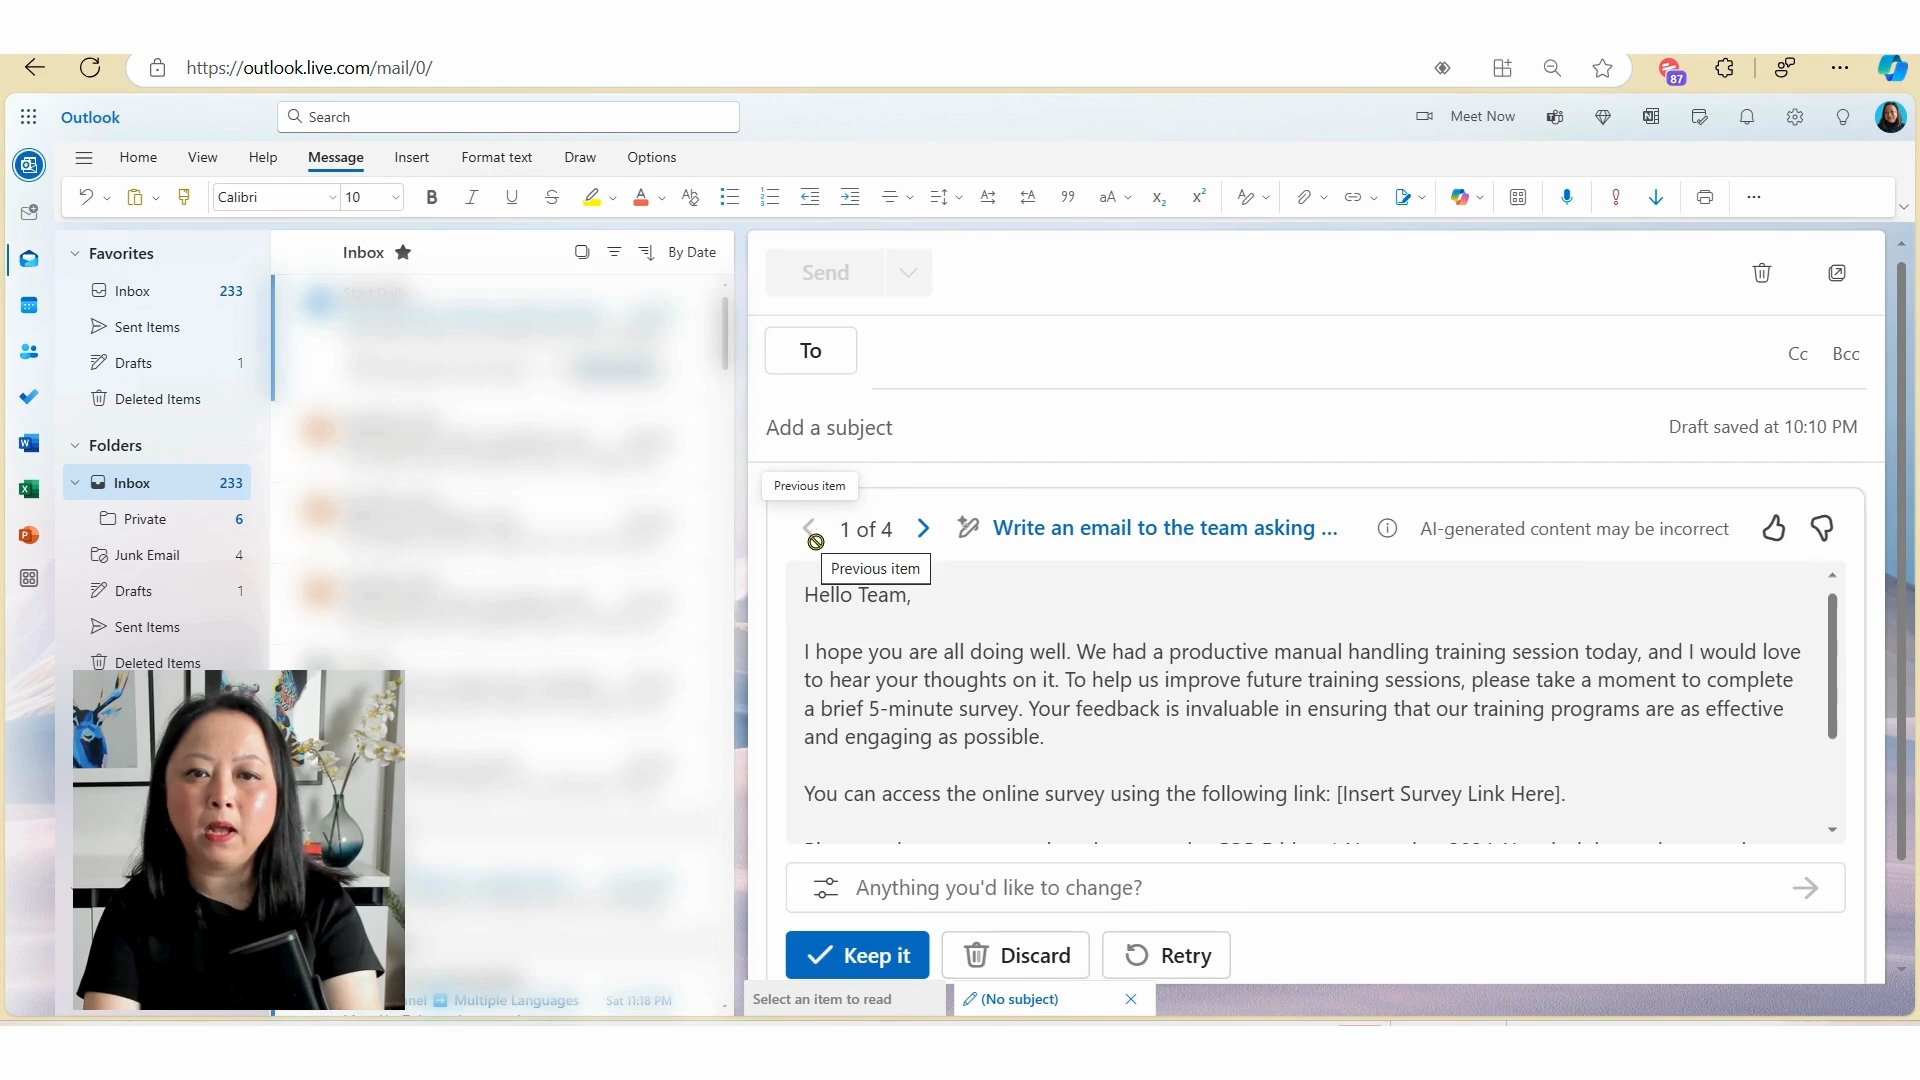 https://outlook.live.com/mail/0/
87
Outlook
Search
Meet Now
Home View Help Message Insert Format text Draw Options
Calibri 10
Favorites
Inbox 233
Sent Items
Drafts 1
Deleted Items
Folders
Inbox 233
Private 6
Junk Email 4
Drafts 1
Sent Items
Deleted Items
Inbox By Date
Multiple Languages Sat 11:18 PM
Send
To Cc Bcc
Add a subject Draft saved at 10:10 PM
Previous item
1 of 4 Write an email to the team asking ... AI-generated content may be incorrect
Previous item
Hello Team,
I hope you are all doing well. We had a productive manual handling training session today, and I would love
to hear your thoughts on it. To help us improve future training sessions, please take a moment to complete
a brief 5-minute survey. Your feedback is invaluable in ensuring that our training programs are as effective
and engaging as possible.
You can access the online survey using the following link: [Insert Survey Link Here].
Anything you'd like to change?
Keep it Discard Retry
Select an item to read (No subject)